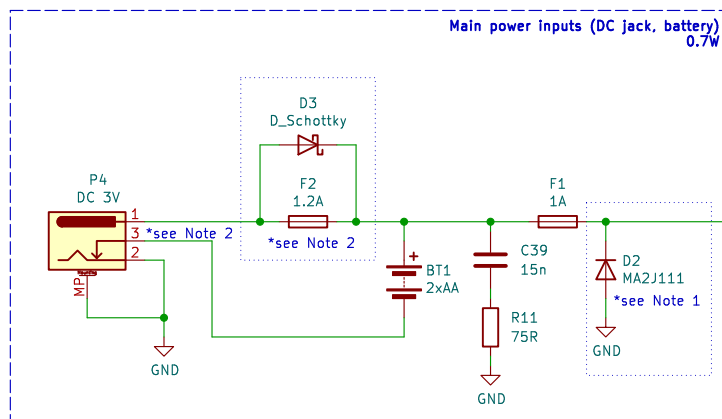 Main power inputs (DC jack, battery)
0.7W
D3
D_Schottky
P4
DC 3V
F2
1.2A
F1
1A
1
3
2
MP
*see Note 2
*see Note 2
+
BT1
2xAA
C39
15n
D2
MA2J111
*see Note 1
R11
75R
GND
GND
GND